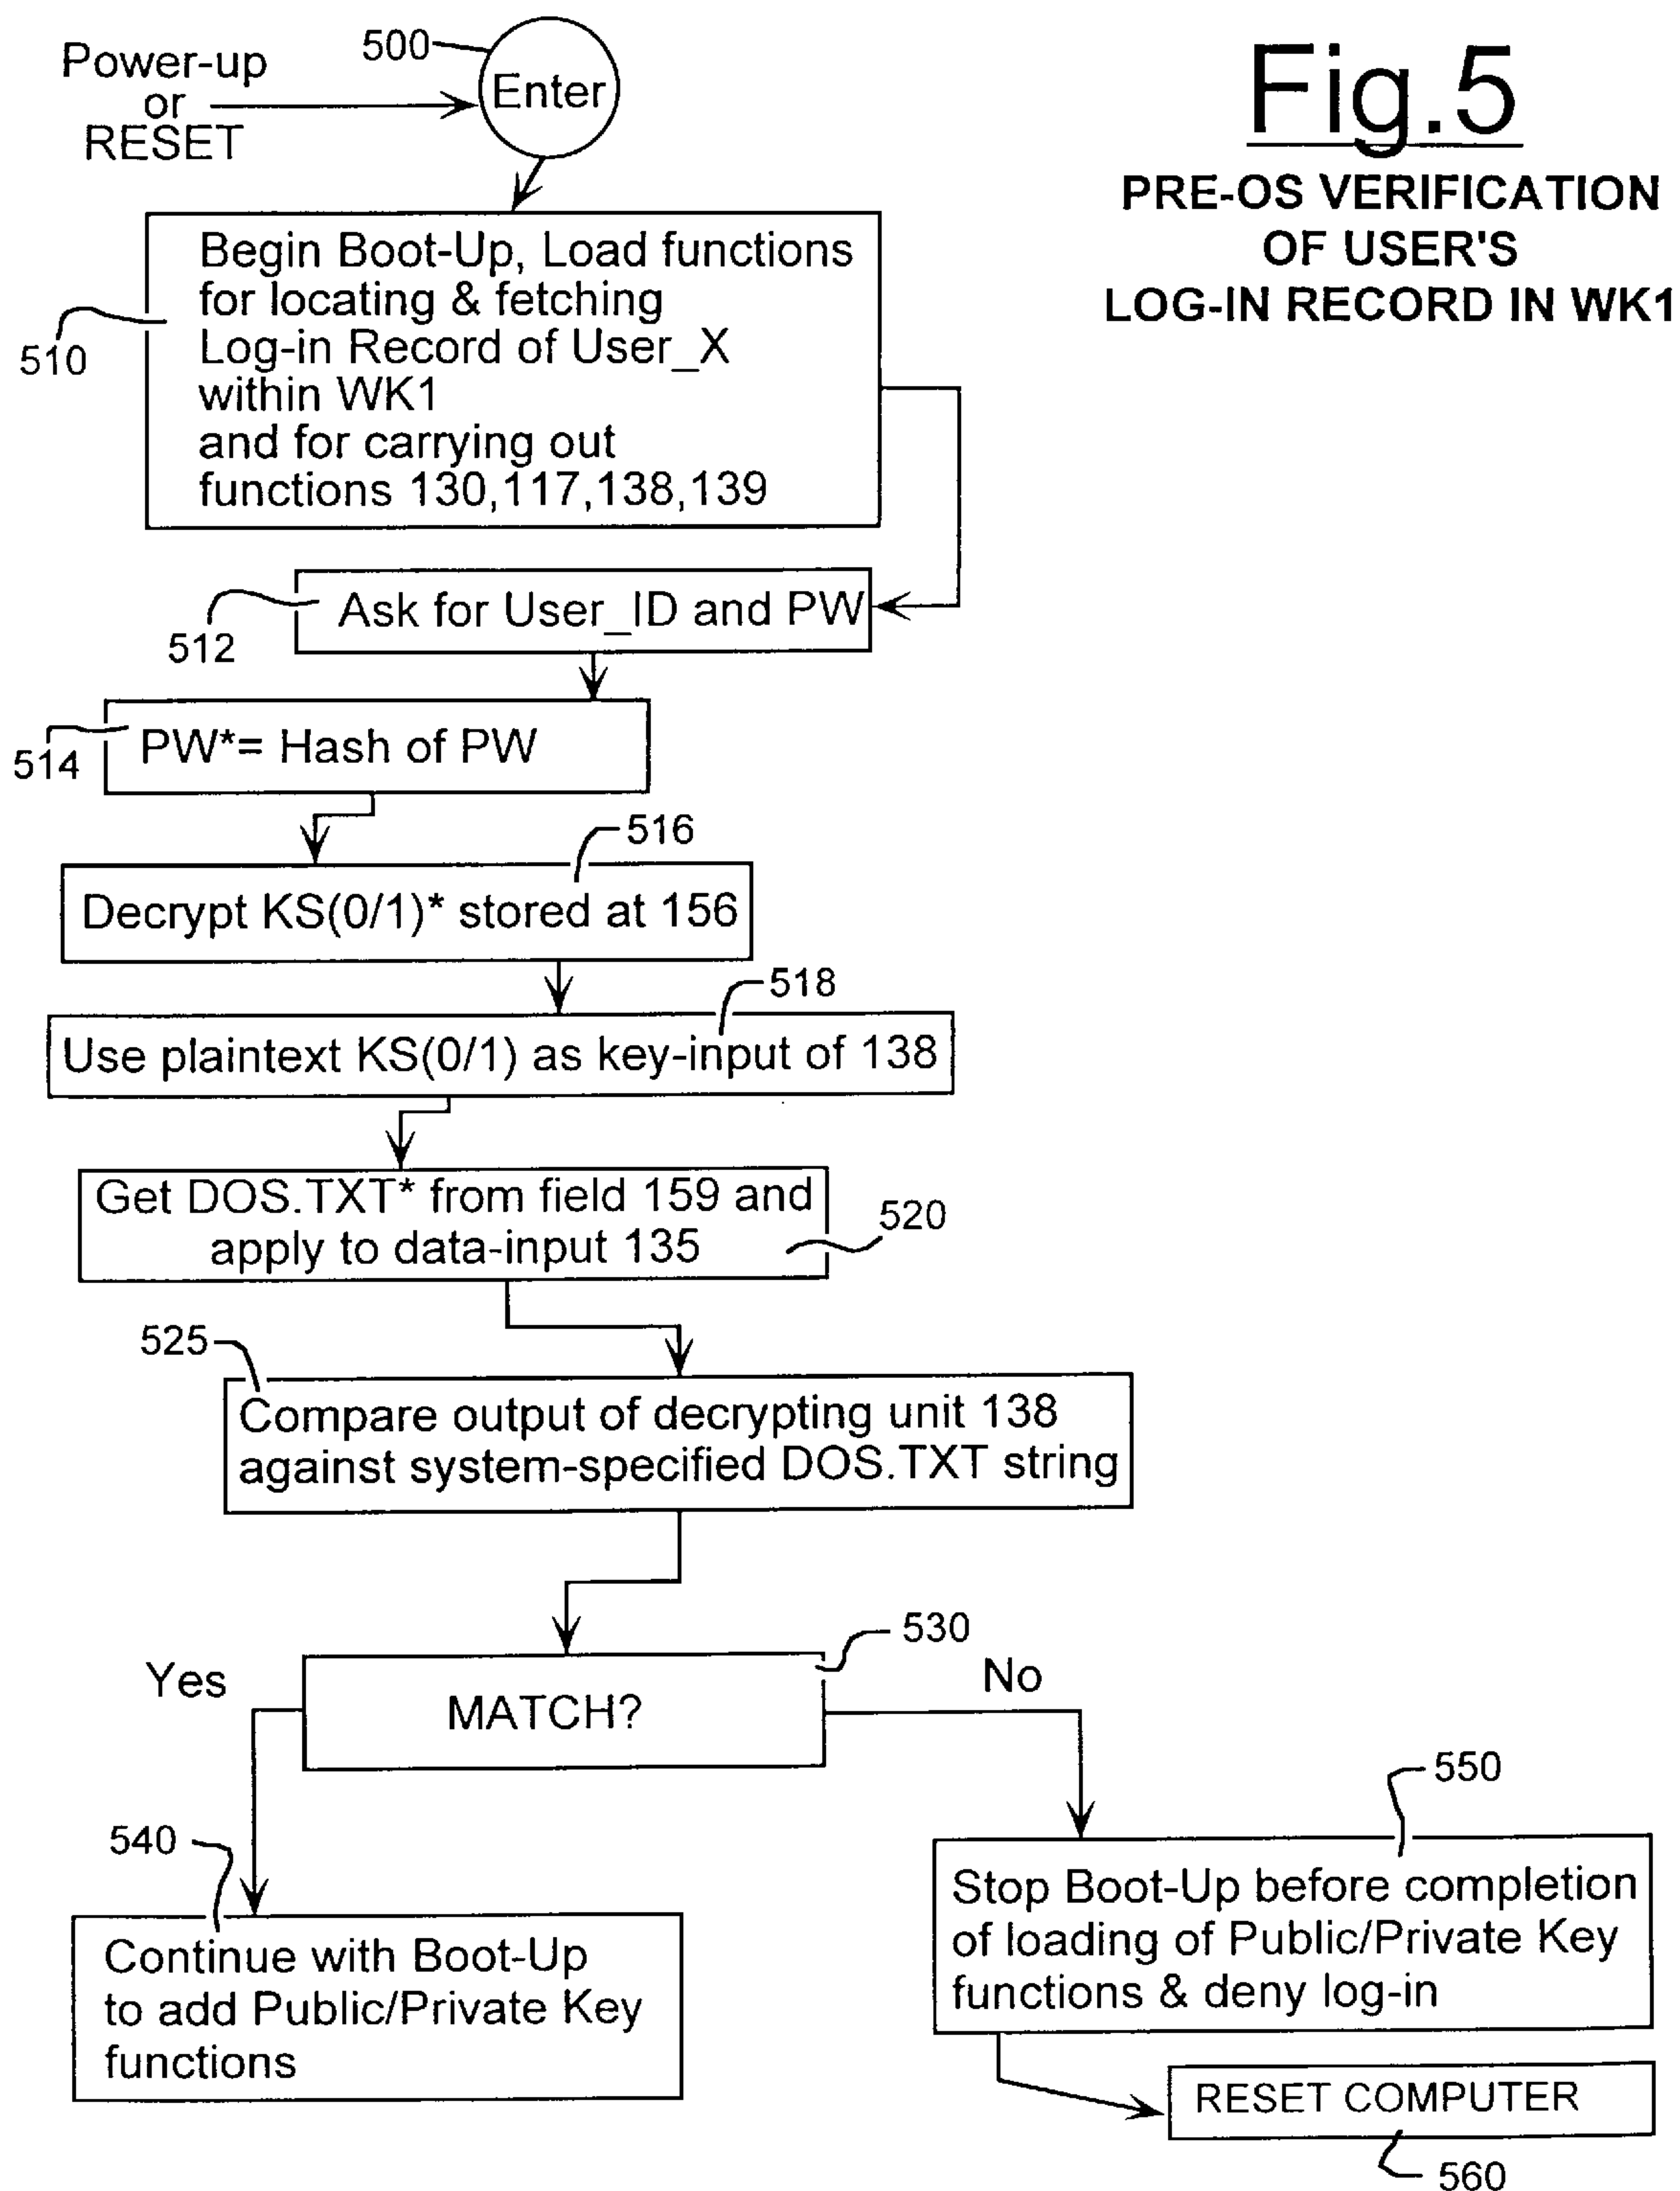 Fig.5
PRE-OS VERIFICATION
OF USER'S
LOG-IN RECORD IN WK1
Power-up
or
RESET
500
Enter
510
Begin Boot-Up, Load functions
for locating & fetching
Log-in Record of User_X
within WK1
and for carrying out
functions 130,117,138,139
512
Ask for User_ID and PW
514
PW*= Hash of PW
516
Decrypt KS(0/1)* stored at 156
518
Use plaintext KS(0/1) as key-input of 138
Get DOS.TXT* from field 159 and
apply to data-input 135
520
525
Compare output of decrypting unit 138
against system-specified DOS.TXT string
530
MATCH?
Yes
No
540
Continue with Boot-Up
to add Public/Private Key
functions
550
Stop Boot-Up before completion
of loading of Public/Private Key
functions & deny log-in
RESET COMPUTER
560